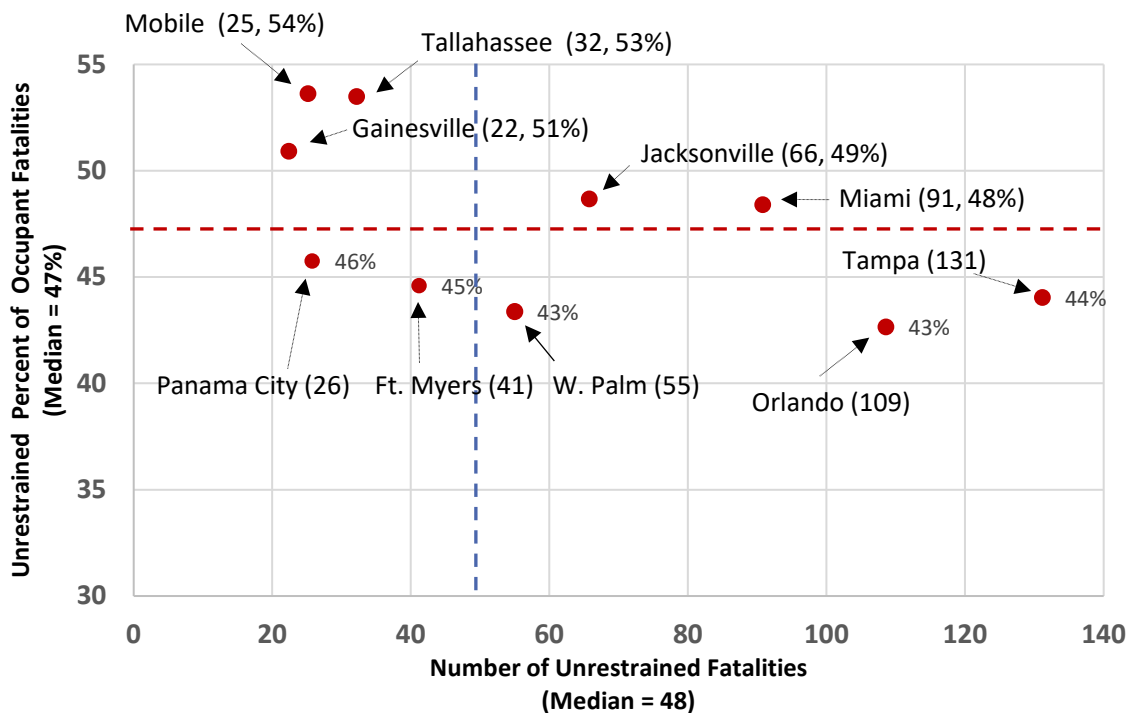 Mobile (25, 54%)
Tallahassee (32, 53%)
Gainesville (22, 51%)
Jacksonville (66, 49%)
Miami (91, 48%)
Tampa (131)
46%
45%
43%
43%
44%
Panama City (26)
Ft. Myers (41)
W. Palm (55)
Orlando (109)
Unrestrained Percent of Occupant Fatalities
(Median = 47%)
55
50
45
40
35
30
0
20
40
60
80
100
120
140
Number of Unrestrained Fatalities
(Median = 48)